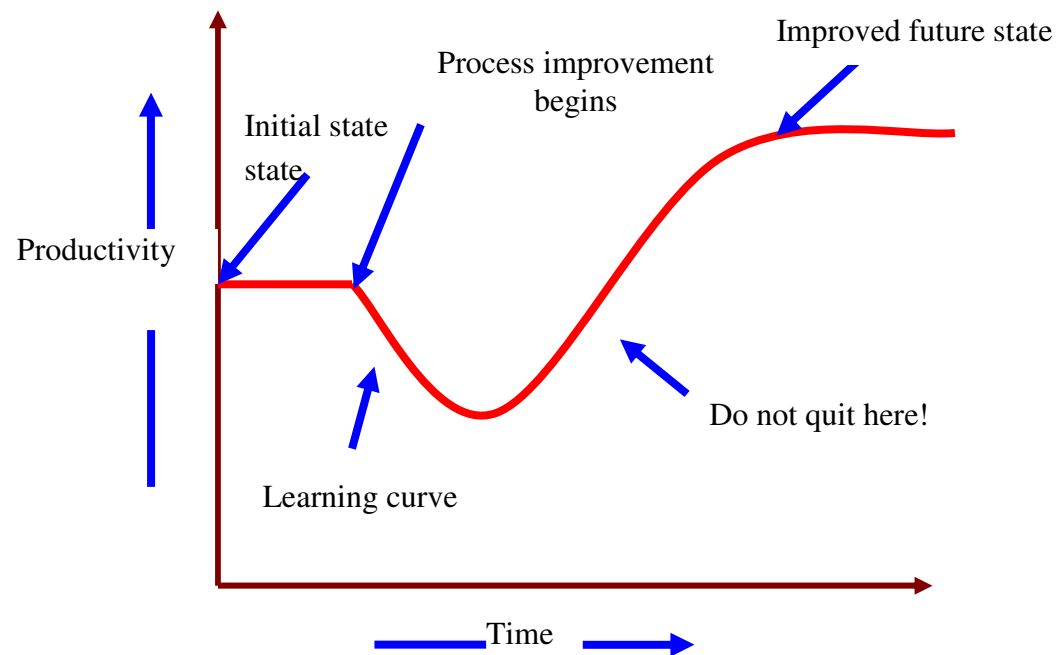 Improved future state
Process improvement
begins
Initial state
state
Productivity
Do not quit here!
Learning curve
Time